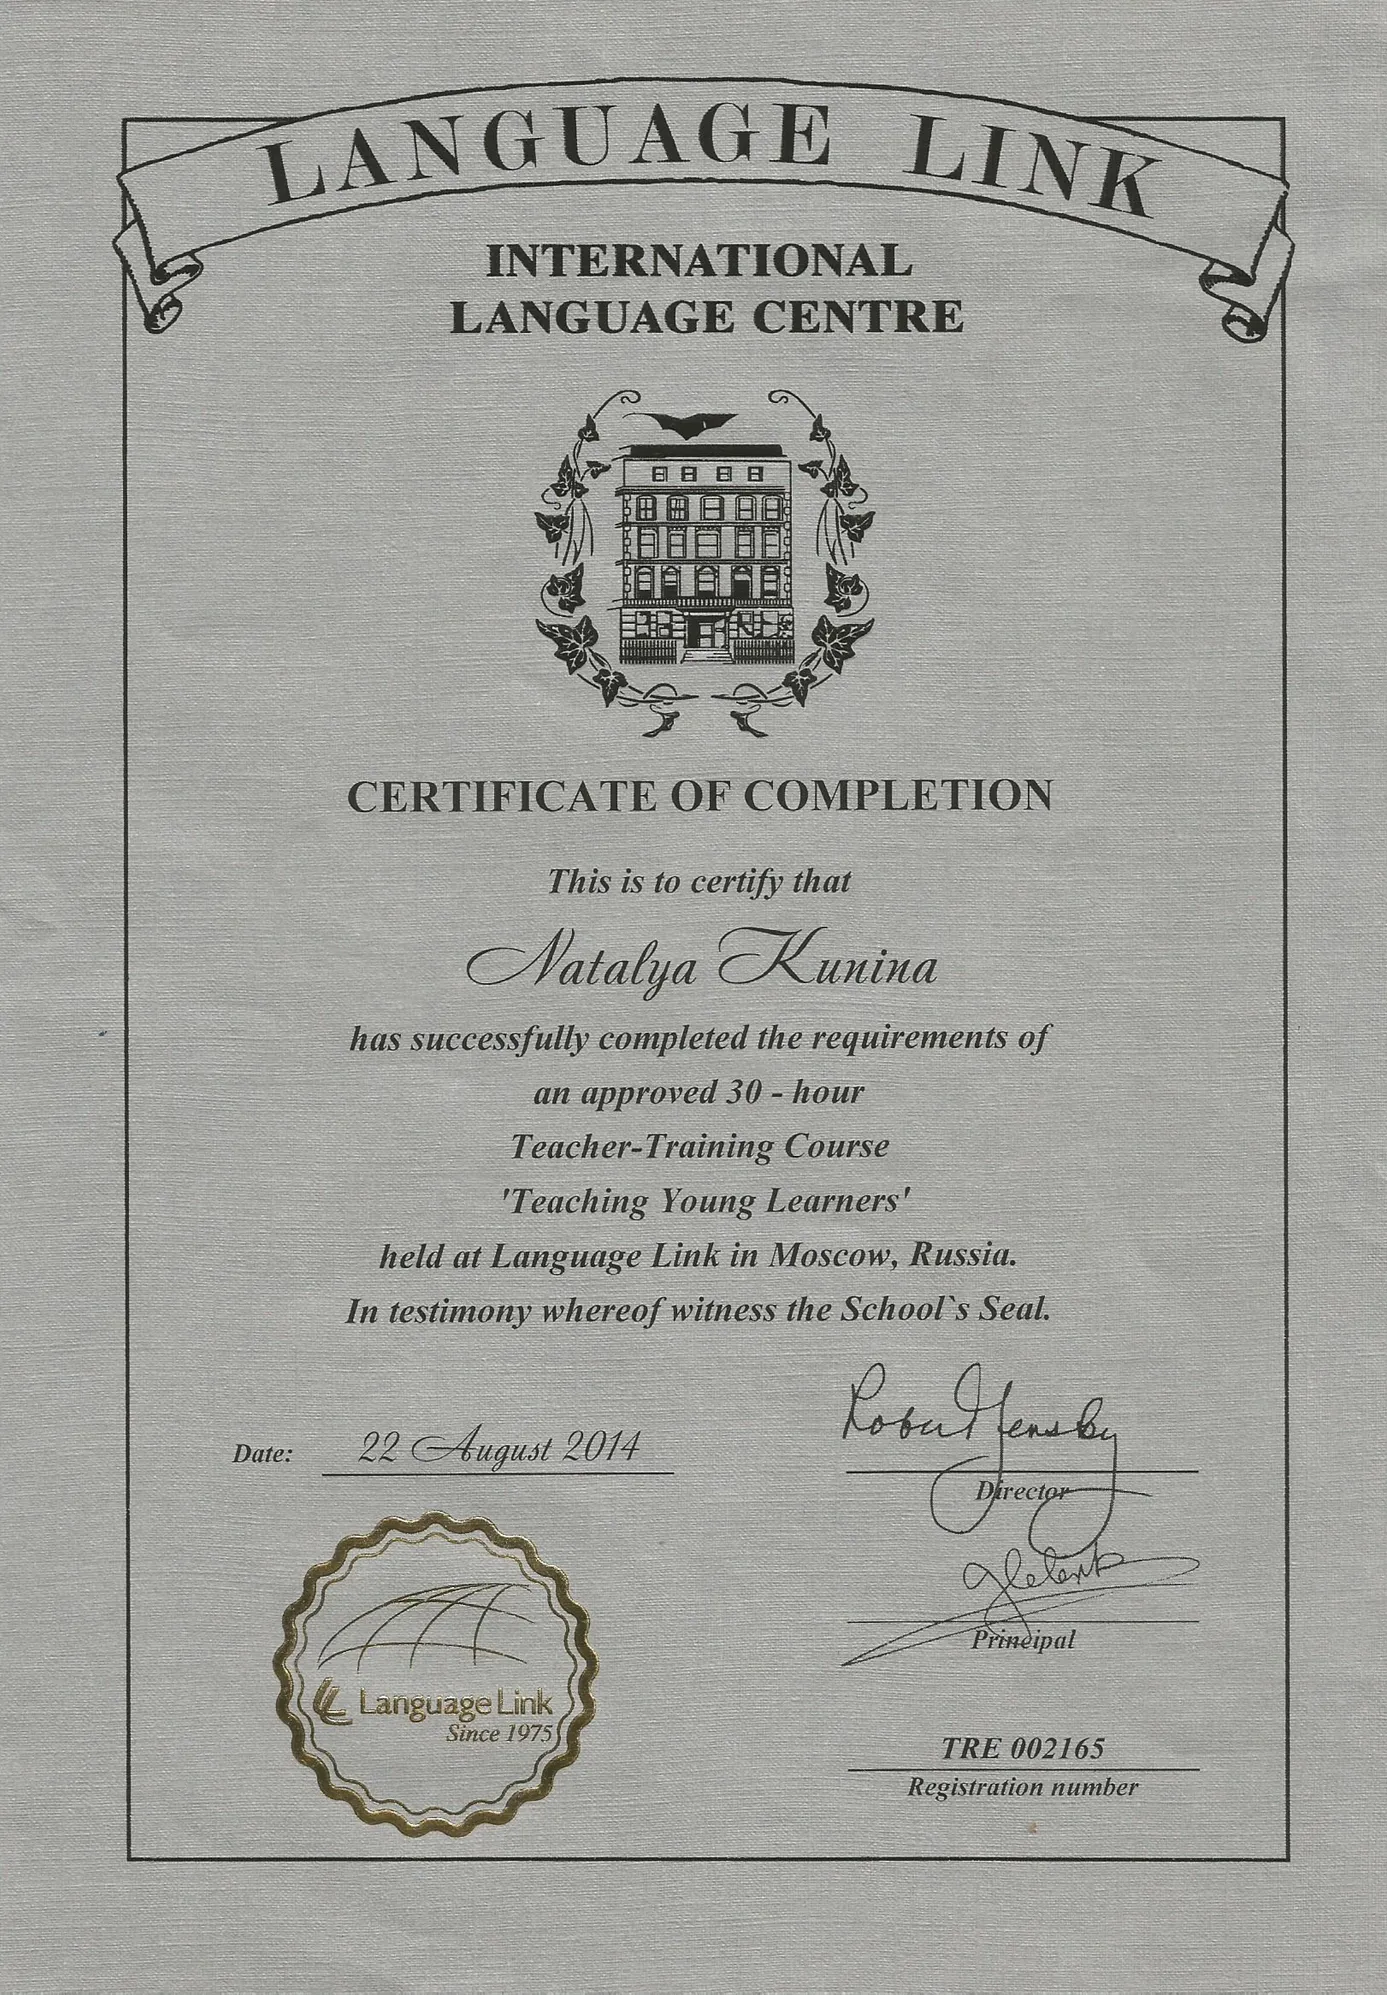 LANGUAGE LINK
INTERNATIONAL
LANGUAGE CENTRE
CERTIFICATE OF COMPLETION
This is to certify that
Natalya Kunina
has successfully completed the requirements of
an approved 30 - hour
Teacher-Training Course
'Teaching Young Learners'
held at Language Link in Moscow, Russia.
In testimony whereof witness the School`s Seal.
Date: 22 August 2014
Robert Jensky
Director
Principal
LL Language Link
Since 1975
TRE 002165
Registration number